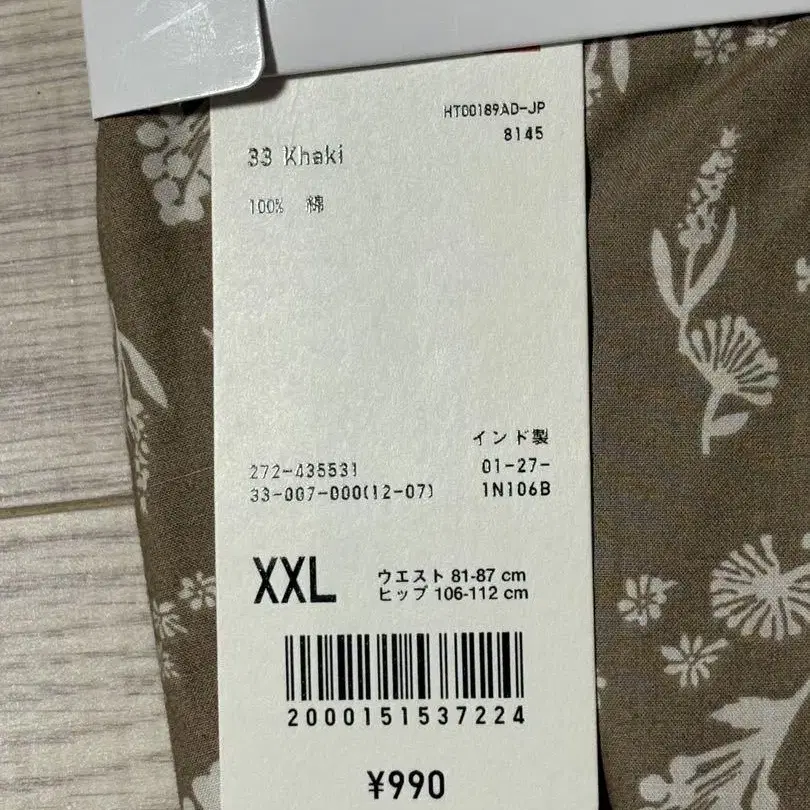 HT00189AD-JP
8145
33 Khaki
100% 綿
インド製
272-435531 01-27-
33-007-000(12-07) 1N106B
XXL ウエスト 81-87 cm
ヒップ 106-112 cm
2000151537224
¥990